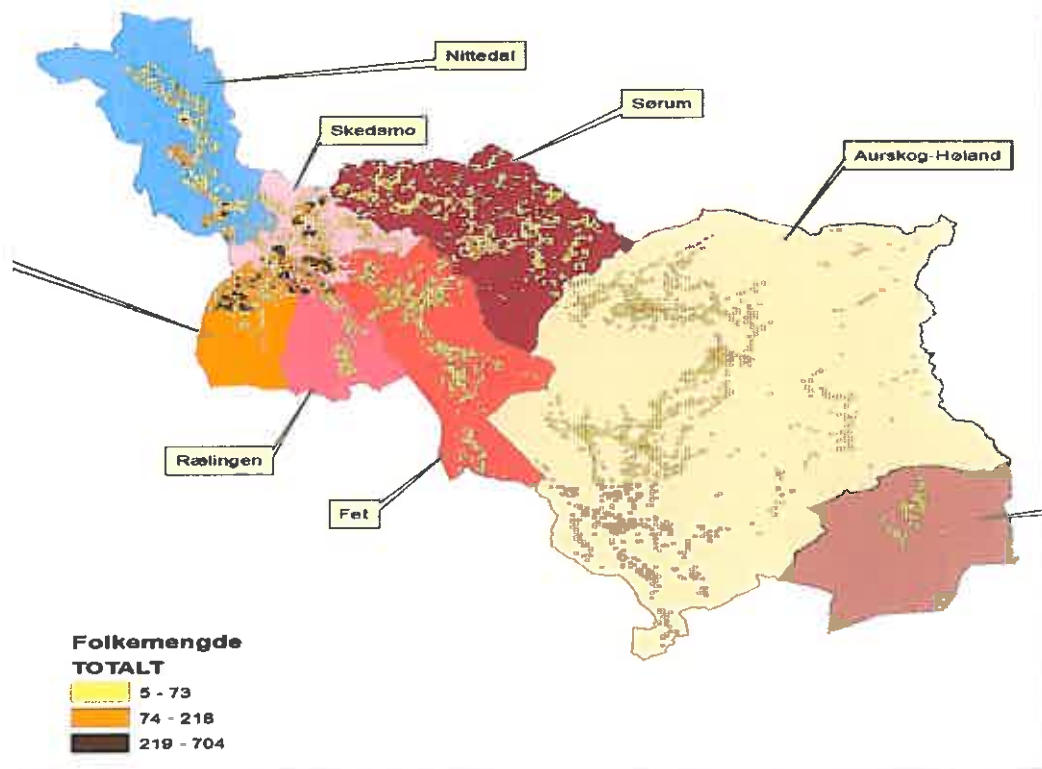 Nittedal
Sørum
Skedsmo
Aurskog-Høland
Rælingen
Fet
Folkemengde
TOTALT
5 - 73
74 - 218
219 - 704